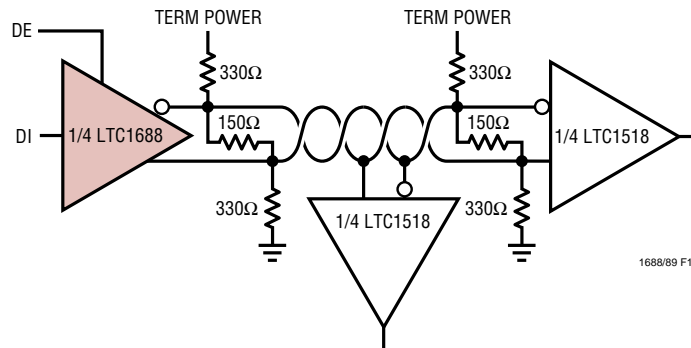 DE
TERM POWER
TERM POWER
330Ω
330Ω
DI
1/4 LTC1688
150Ω
150Ω
1/4 LTC1518
330Ω
1/4 LTC1518
330Ω
1688/89 F1